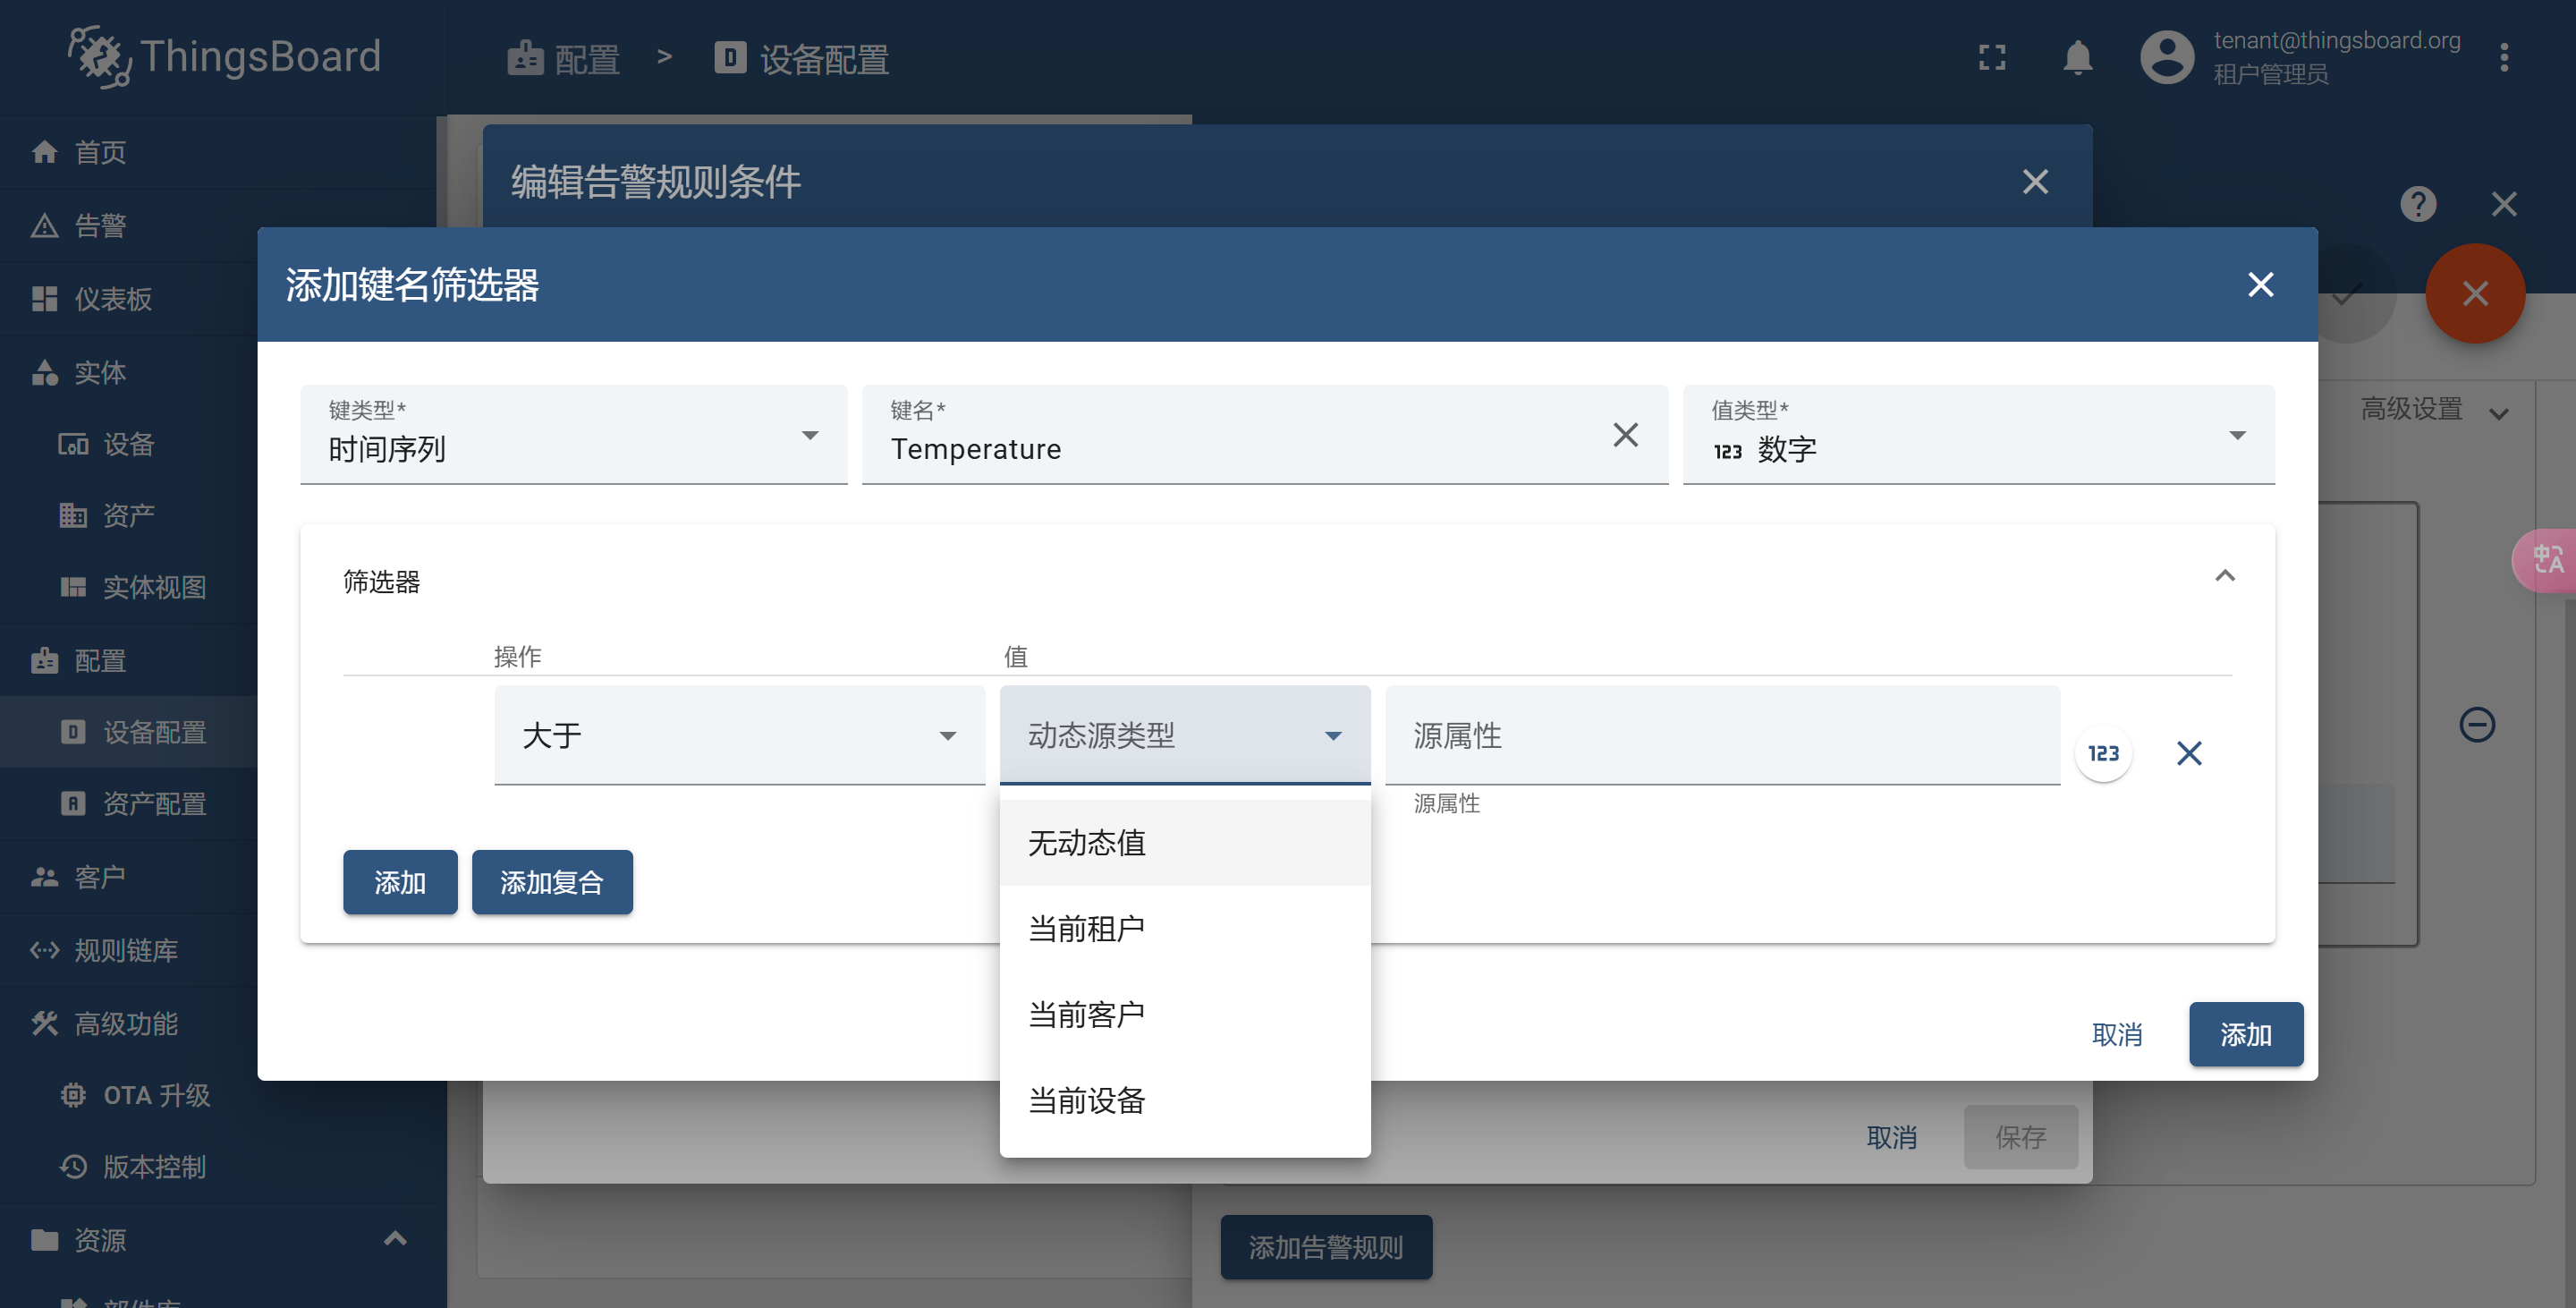 ThingsBoard
配置 > D 设备配置
tenant@thingsboard.org
租户管理员
首页
告警
仪表板
实体
设备
资产
实体视图
配置
D 设备配置
A 资产配置
客户
规则链库
高级功能
OTA 升级
版本控制
资源
部件库
编辑告警规则条件
添加键名筛选器
键类型*
时间序列
键名*
Temperature
值类型*
123 数字
筛选器
操作
值
大于
动态源类型
源属性
123
源属性
无动态值
当前租户
当前客户
当前设备
添加
添加复合
取消
添加
取消
保存
高级设置
中A
添加告警规则